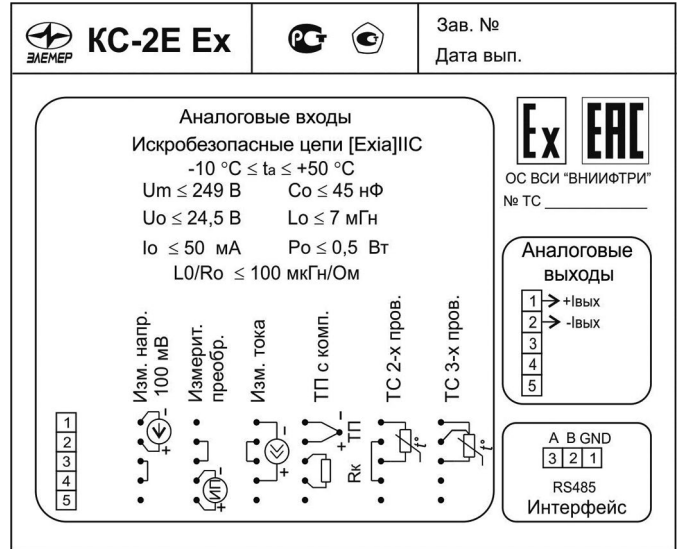 ЭЛЕМЕР
КС-2Е Ех
Зав. №
Дата вып.
Аналоговые входы
Искробезопасные цепи [Exia]IIC
-10 °C ≤ ta ≤ +50 °C
Um ≤ 249 В Co ≤ 45 нФ
Uo ≤ 24,5 В Lo ≤ 7 мГн
Io ≤ 50 мА Po ≤ 0,5 Вт
L0/Ro ≤ 100 мкГн/Ом
Изм. напр.
100 мВ
Измерит.
преобр.
Изм. тока
ТП с комп.
ТС 2-х пров.
ТС 3-х пров.
1
2
3
4
5
- +
ИП - +
- +
- + ТП
Rк
t°
t°
Ex EAC
ОС ВСИ "ВНИИФТРИ"
№ ТС
Аналоговые
выходы
1 +Iвых
2 -Iвых
3
4
5
A B GND
3 2 1
RS485
Интерфейс